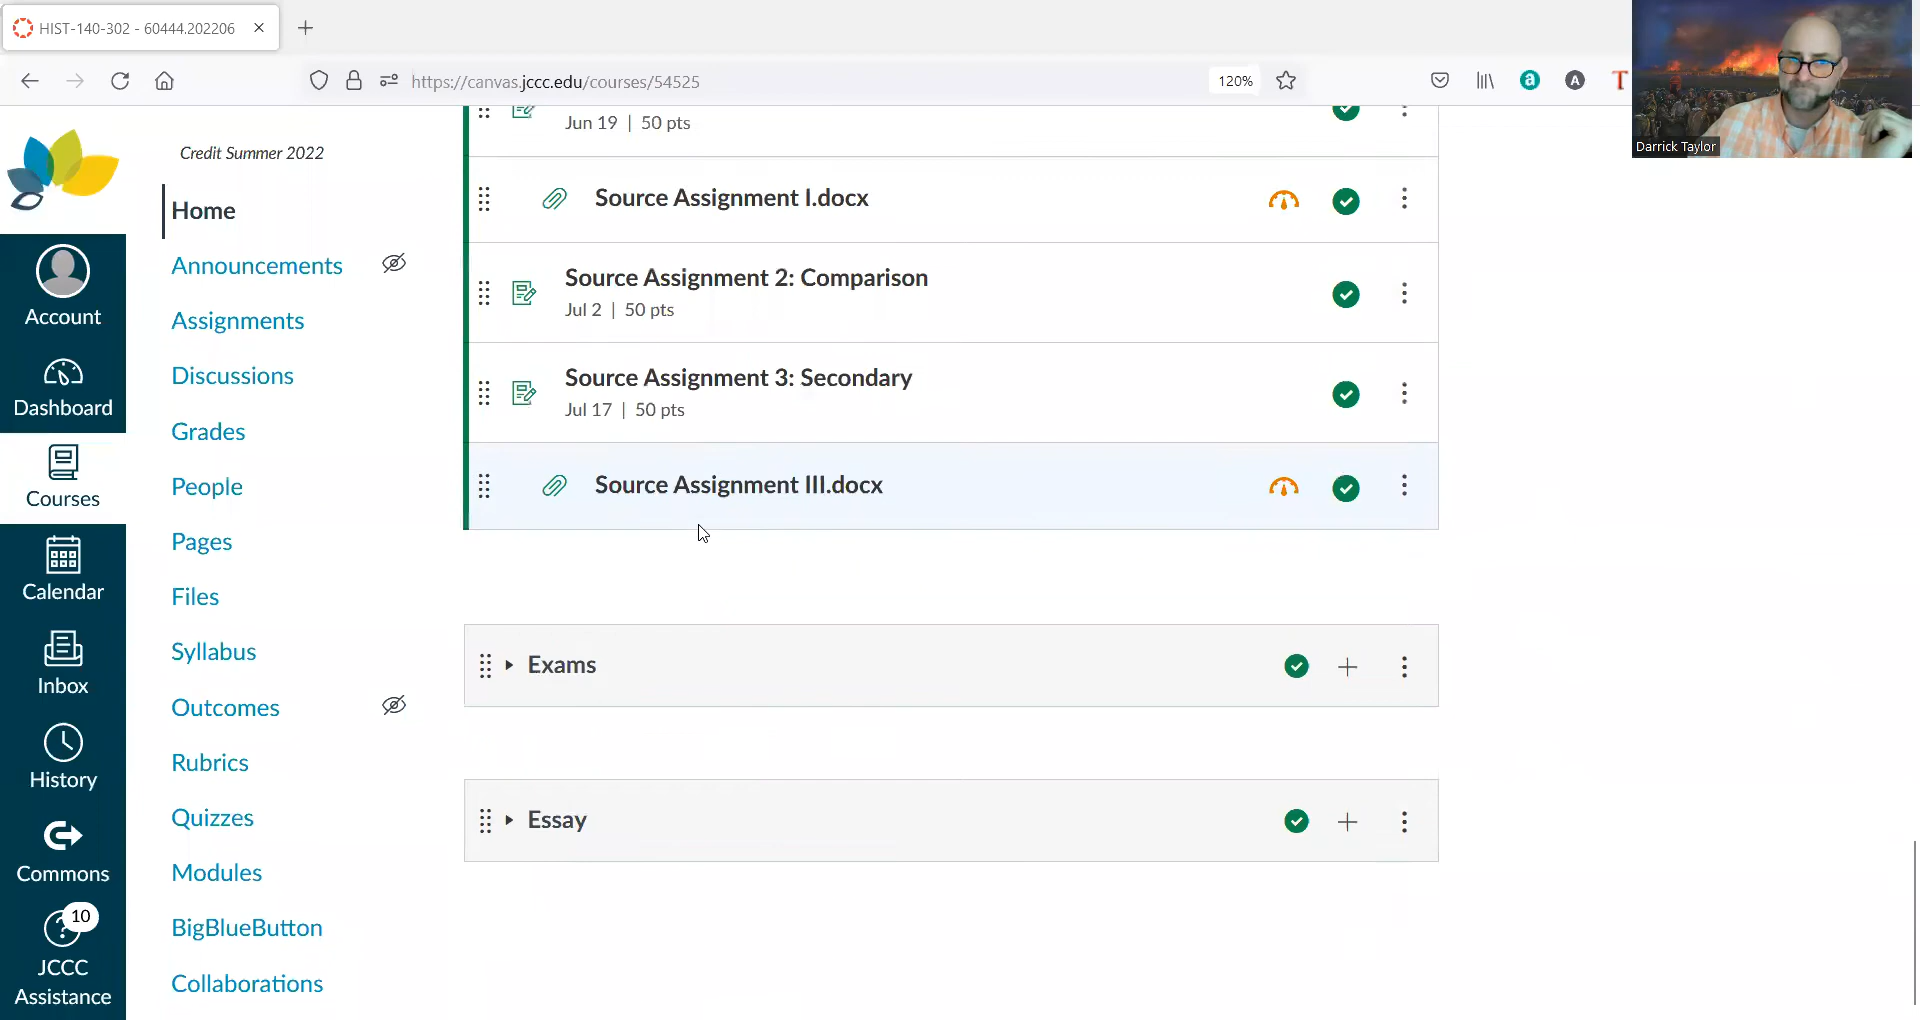 HIST-140-302 - 60444.202206
https://canvas.jccc.edu/courses/54525
120%
Darrick Taylor
Credit Summer 2022
Home
Announcements
Assignments
Discussions
Grades
People
Pages
Files
Syllabus
Outcomes
Rubrics
Quizzes
Modules
BigBlueButton
Collaborations
Account
Dashboard
Courses
Calendar
Inbox
History
Commons
10
JCCC
Assistance
Jun 19 | 50 pts
Source Assignment I.docx
Source Assignment 2: Comparison
Jul 2 | 50 pts
Source Assignment 3: Secondary
Jul 17 | 50 pts
Source Assignment III.docx
Exams
Essay